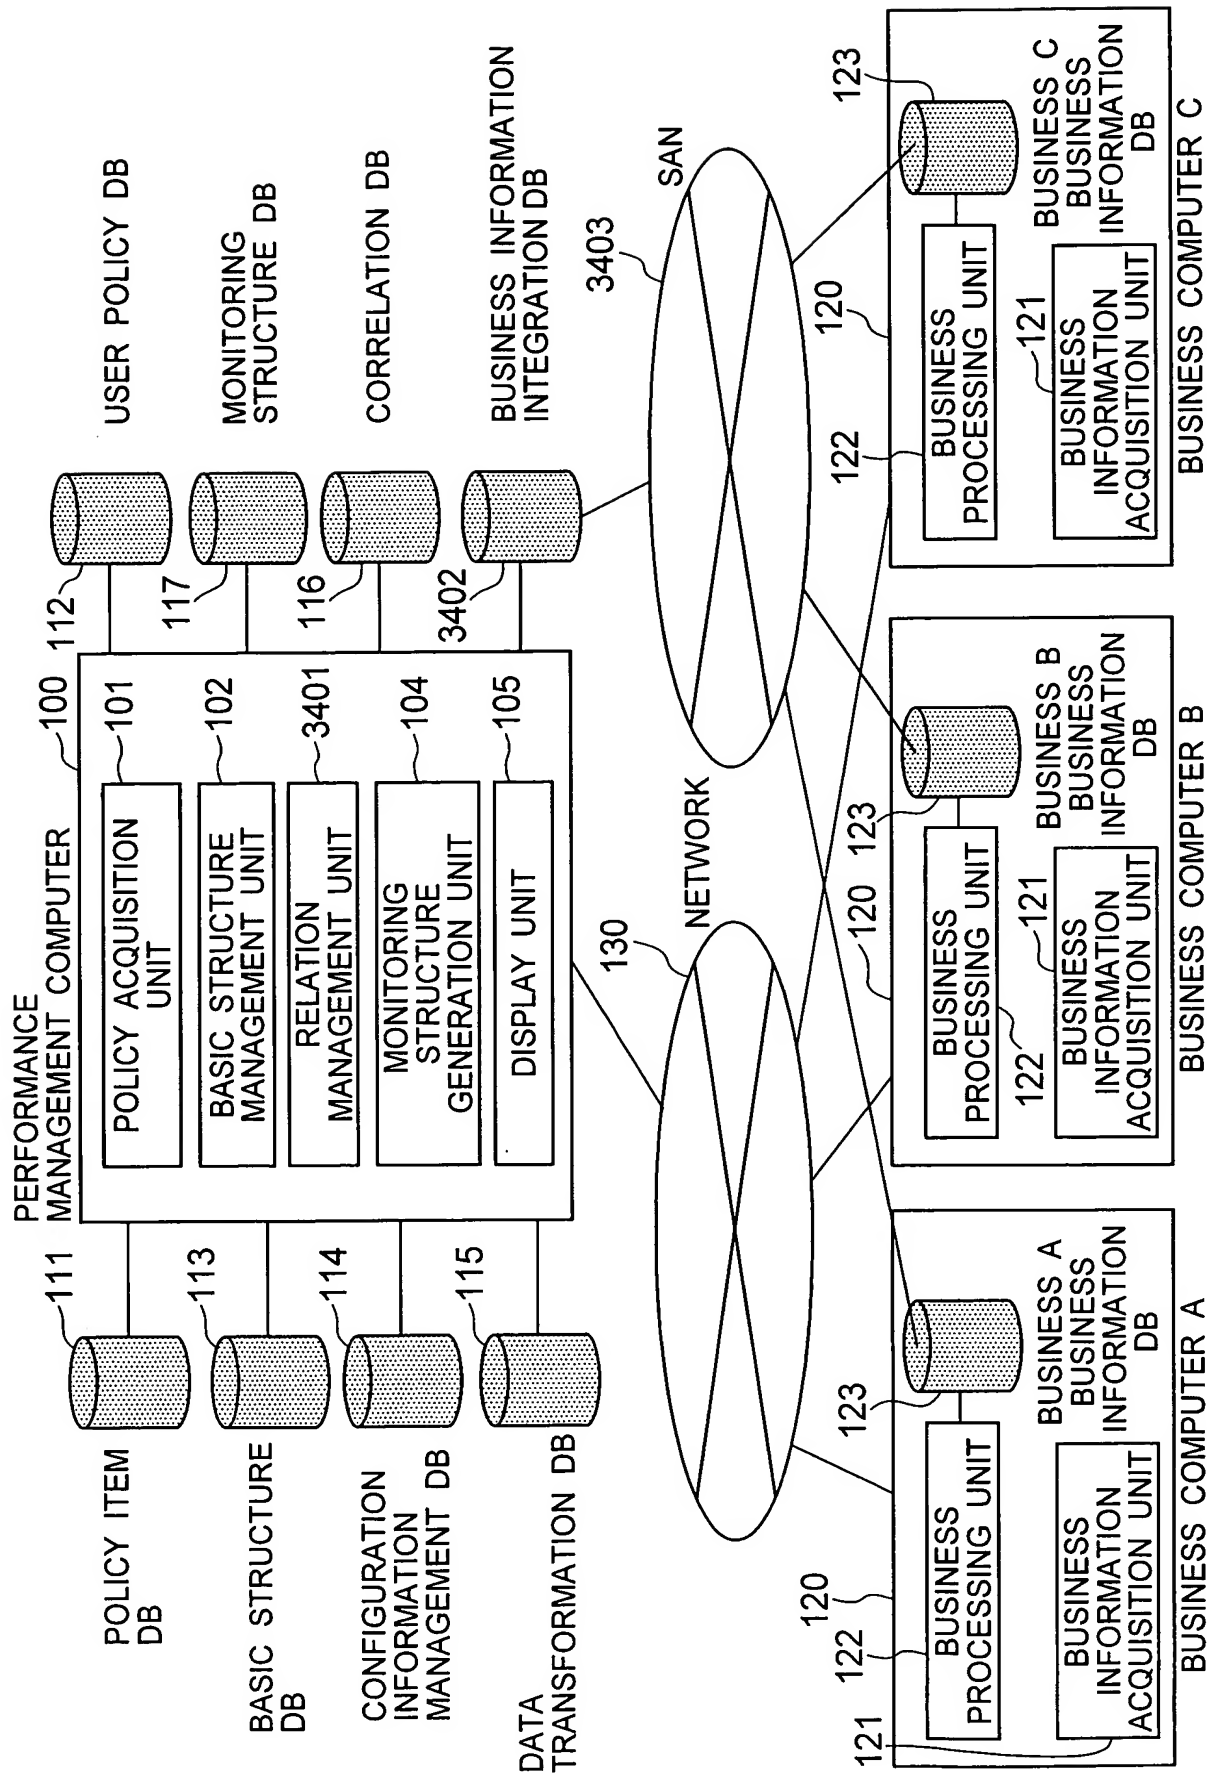 PERFORMANCE
MANAGEMENT COMPUTER
100
111
POLICY ITEM
DB
113
BASIC STRUCTURE
DB
114
CONFIGURATION
INFORMATION
MANAGEMENT DB
115
DATA
TRANSFORMATION DB
POLICY ACQUISITION
UNIT
101
BASIC STRUCTURE
MANAGEMENT UNIT
102
RELATION
MANAGEMENT UNIT
3401
MONITORING
STRUCTURE
GENERATION UNIT
104
DISPLAY UNIT
105
112
USER POLICY DB
117
MONITORING
STRUCTURE DB
116
CORRELATION DB
3402
BUSINESS INFORMATION
INTEGRATION DB
130
NETWORK
3403
SAN
120
122
BUSINESS
PROCESSING UNIT
123
BUSINESS A
BUSINESS
INFORMATION
DB
121
BUSINESS
INFORMATION
ACQUISITION UNIT
BUSINESS COMPUTER A
120
BUSINESS
PROCESSING UNIT
122
123
BUSINESS B
BUSINESS
INFORMATION
DB
121
BUSINESS
INFORMATION
ACQUISITION UNIT
BUSINESS COMPUTER B
120
122
BUSINESS
PROCESSING UNIT
123
BUSINESS C
BUSINESS
INFORMATION
DB
121
BUSINESS
INFORMATION
ACQUISITION UNIT
BUSINESS COMPUTER C